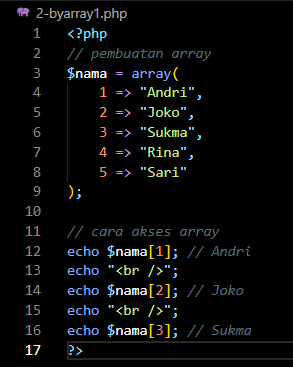 2-byarray1.php
1 <?php
2 // pembuatan array
3 $nama = array(
4 1 => "Andri",
5 2 => "Joko",
6 3 => "Sukma",
7 4 => "Rina",
8 5 => "Sari"
9 );
10
11 // cara akses array
12 echo $nama[1]; // Andri
13 echo "<br />";
14 echo $nama[2]; // Joko
15 echo "<br />";
16 echo $nama[3]; // Sukma
17 ?>